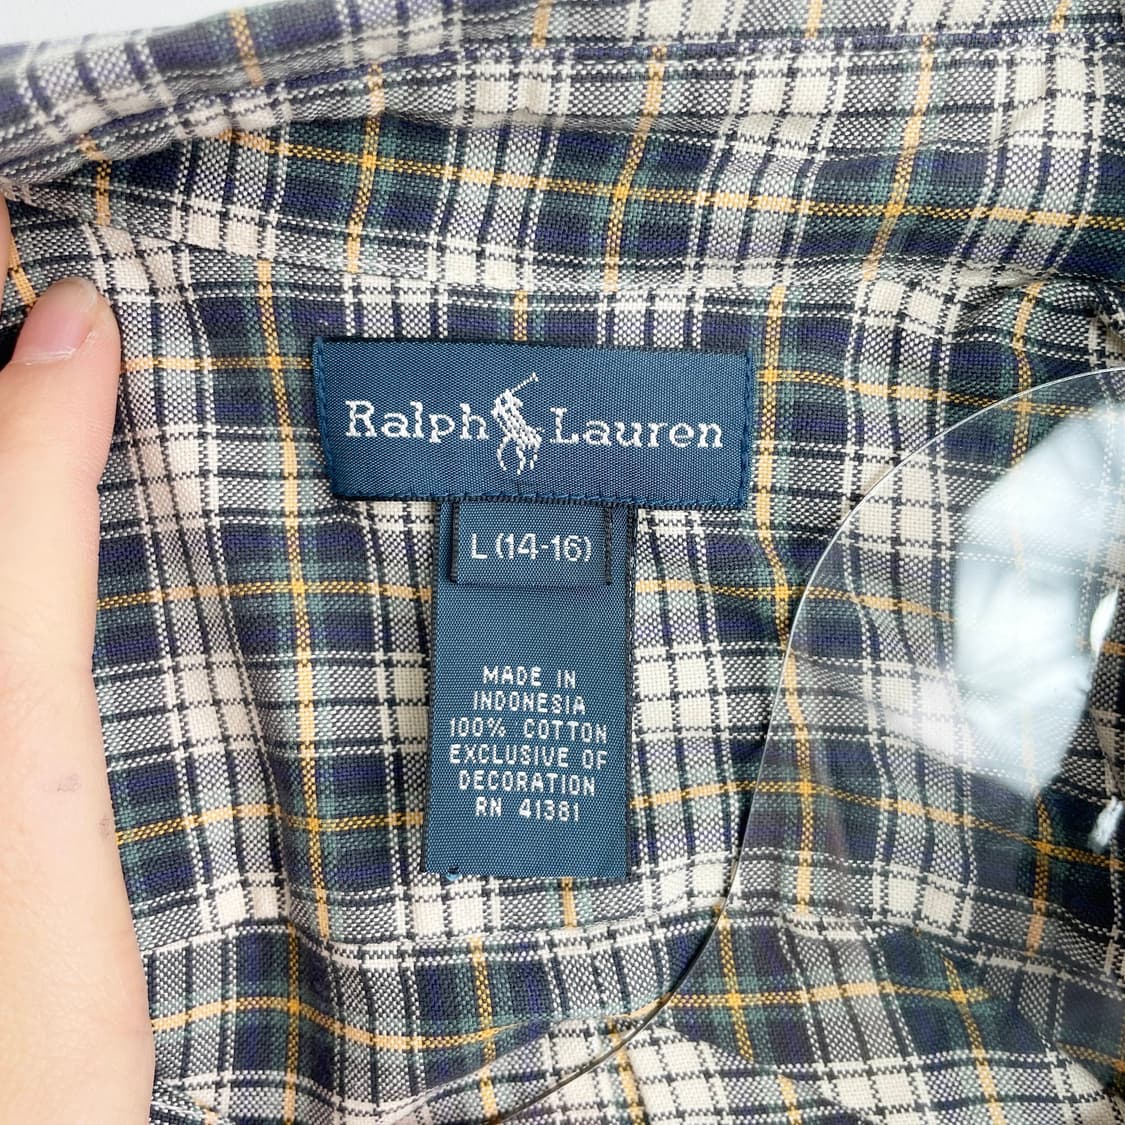 Ralph Lauren
L (14-16)
MADE IN
INDONESIA
100% COTTON
EXCLUSIVE OF
DECORATION
RN 41381